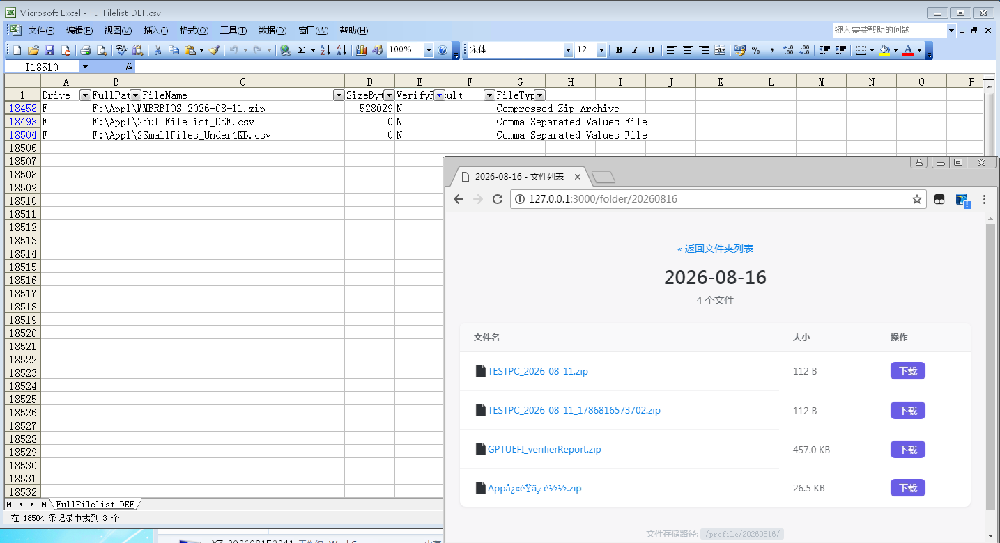 Microsoft Excel - FullFilelist_DEF.csv
文件(F) 编辑(E) 视图(V) 插入(I) 格式(O) 工具(T) 数据(D) 窗口(W) 帮助(H) 键入需要帮助的问题
100% 宋体 12 B I U
I18510 fx
A B C D E F G H I J K L M N O P
1 Drive FullPat FileName SizeByt VerifyR sult FileTyp
18458 F F:\Appl\M MBRBIOS_2026-08-11.zip 528029 N Compressed Zip Archive
18498 F F:\Appl\2 FullFilelist_DEF.csv 0 N Comma Separated Values File
18504 F F:\Appl\2 SmallFiles_Under4KB.csv 0 N Comma Separated Values File
18506
18507
18508
18509
18510
18511
18512
18513
18514
18515
18516
18517
18518
18519
18520
18521
18522
18523
18524
18525
18526
18527
18528
18529
18530
18531
18532
FullFilelist_DEF
在 18504 条记录中找到 3 个
2026-08-16 - 文件列表
127.0.0.1:3000/folder/20260816
« 返回文件夹列表
2026-08-16
4 个文件
文件名 大小 操作
TESTPC_2026-08-11.zip 112 B 下载
TESTPC_2026-08-11_1786816573702.zip 112 B 下载
GPTUEFI_verifierReport.zip 457.0 KB 下载
Appå¿«éŸä¸‹è½½.zip 26.5 KB 下载
文件存储路径: /profile/20260816/